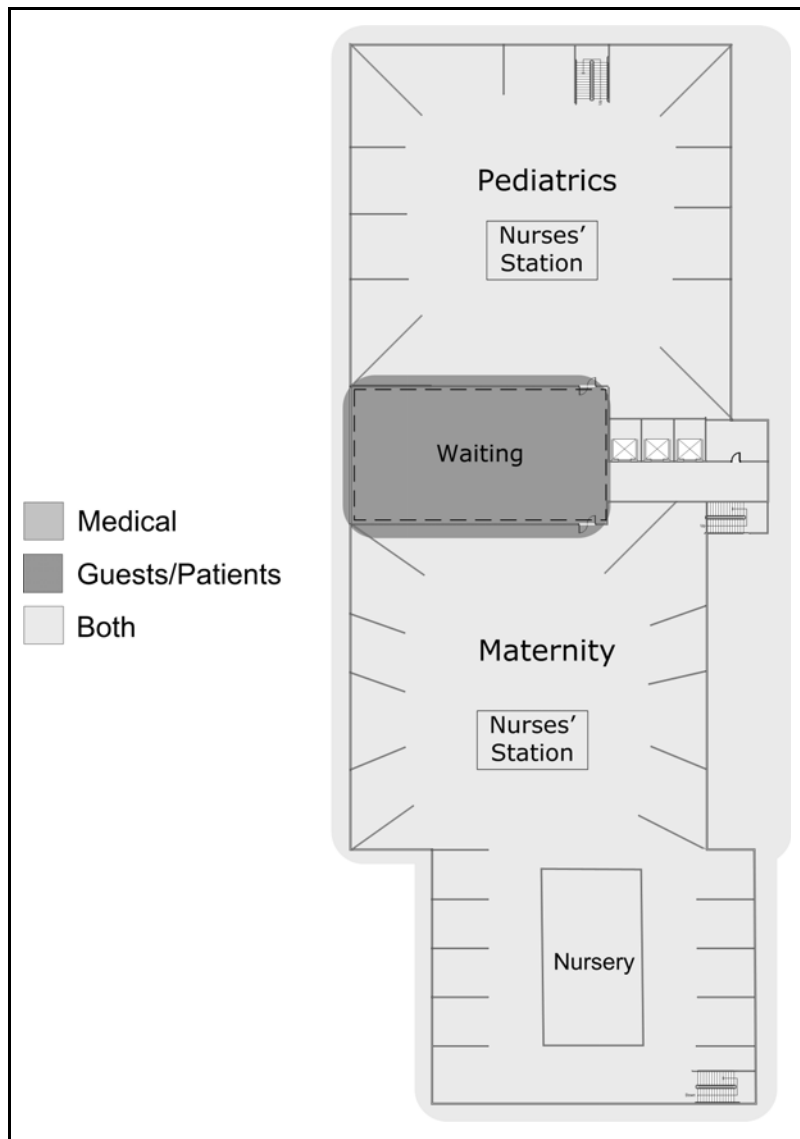 Pediatrics
Nurses'
Station
Waiting
Medical
Guests/Patients
Both
Maternity
Nurses'
Station
Nursery